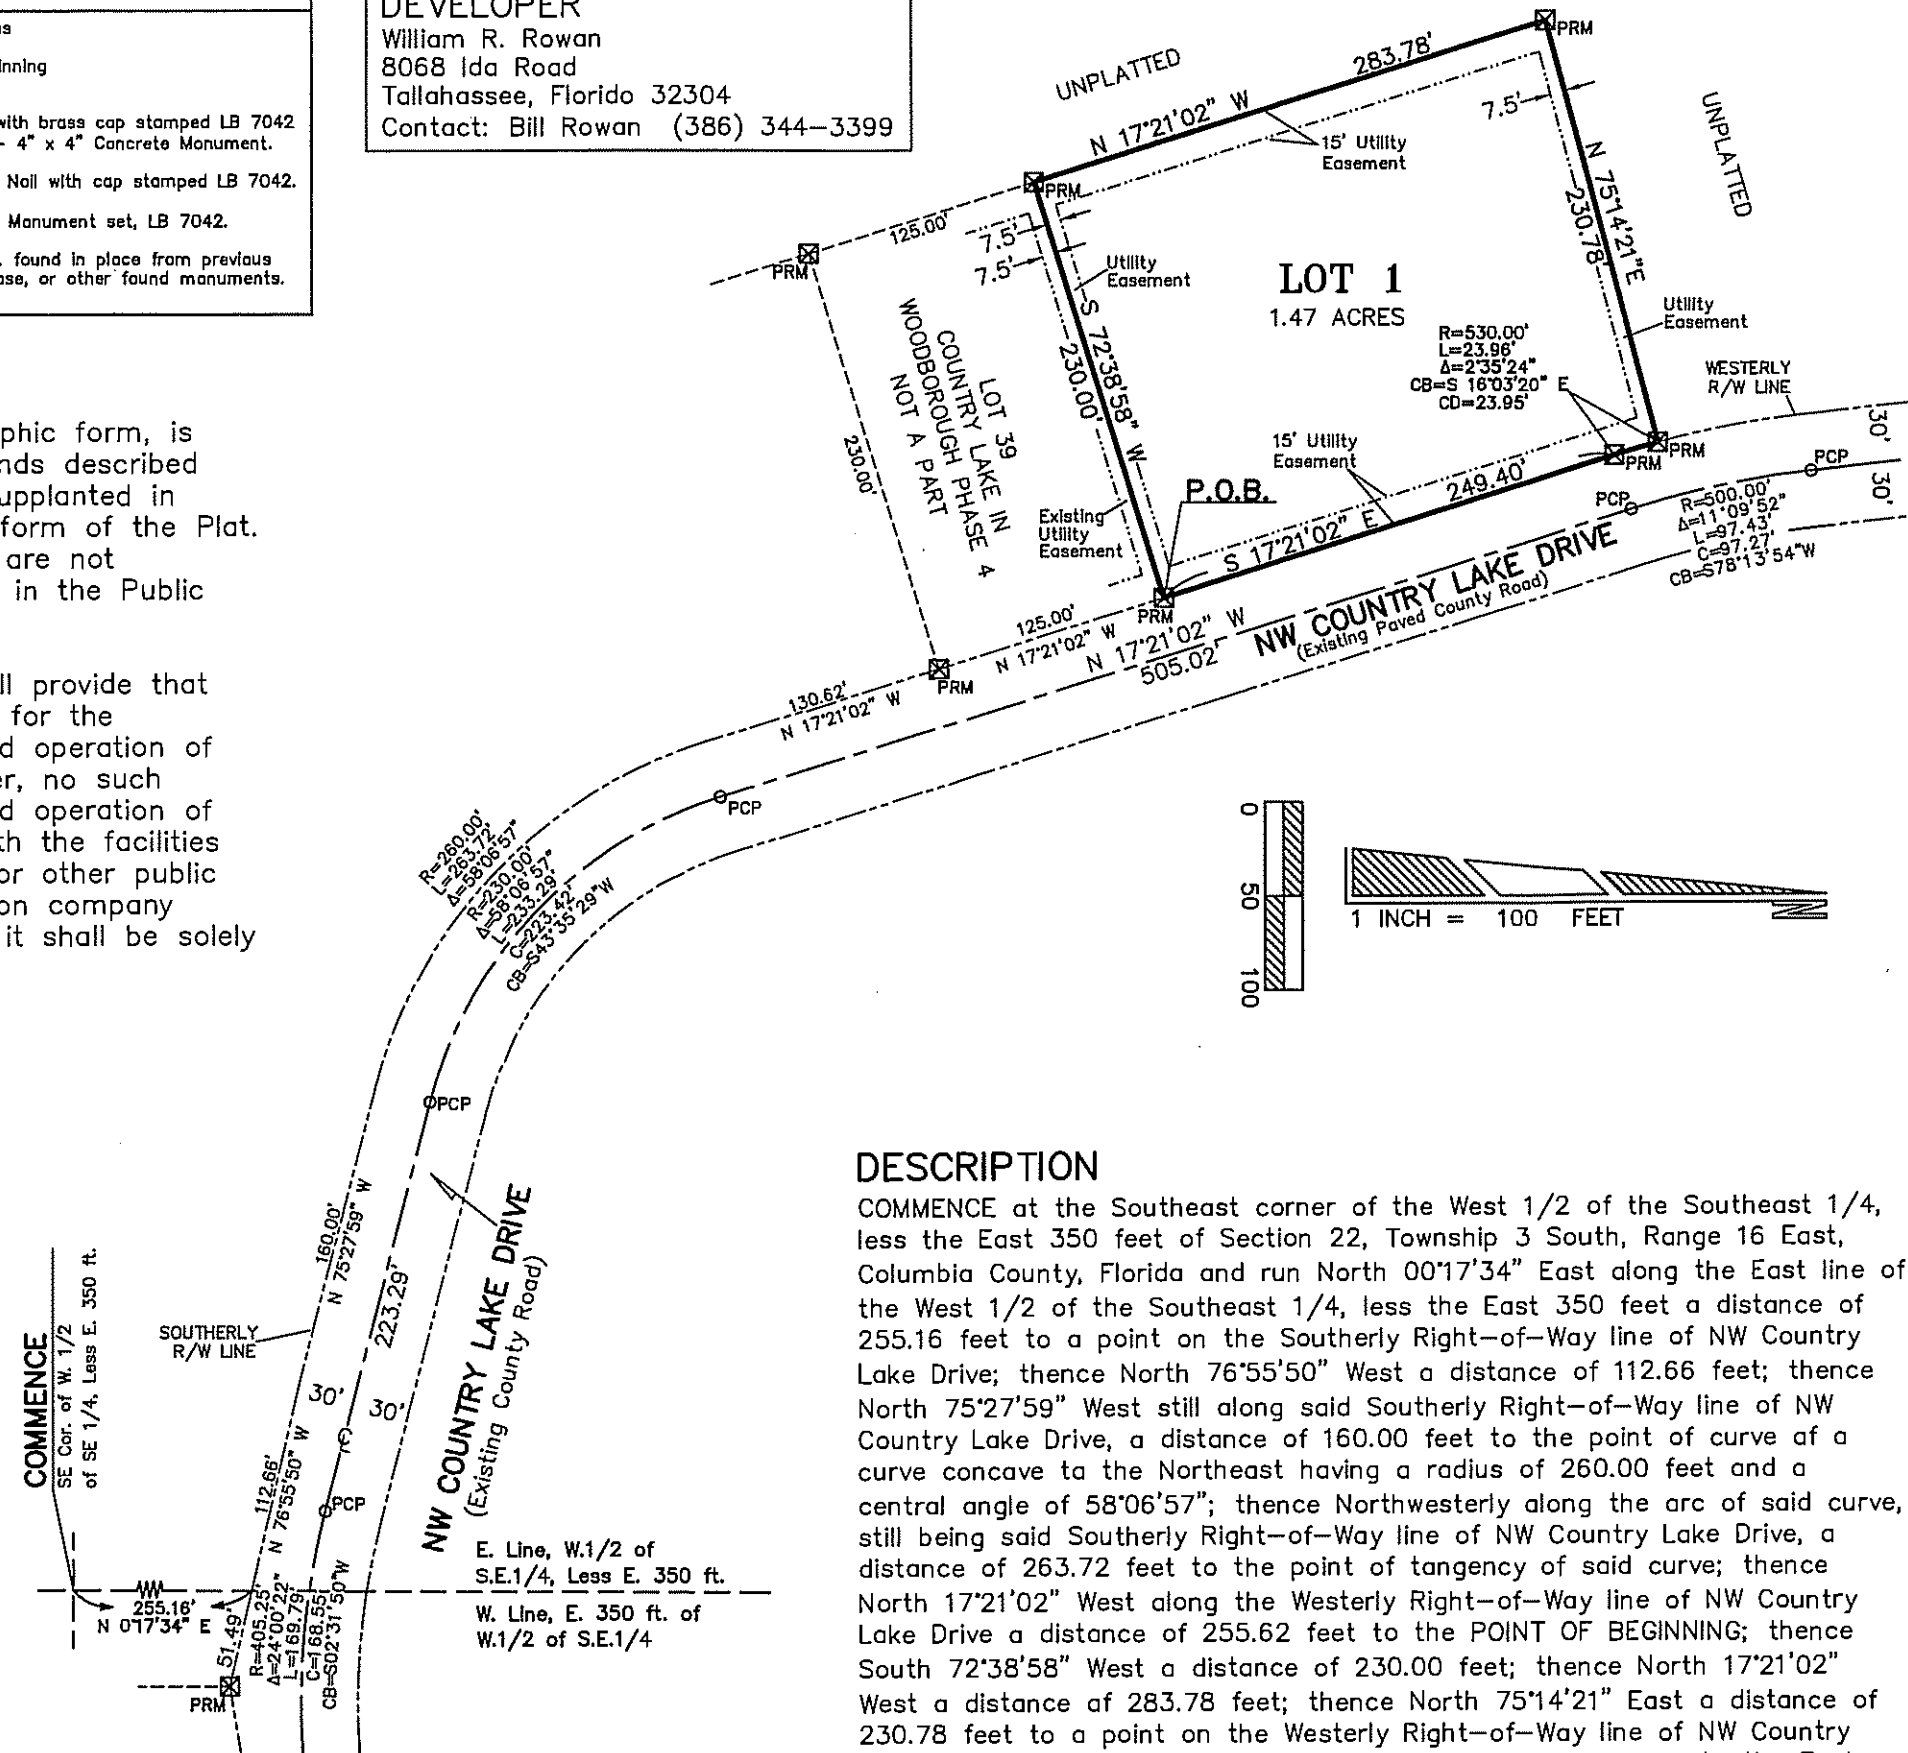 DEVELOPER
William R. Rowan
8068 Ida Road
Tallahassee, Florido 32304
Contact: Bill Rowan (386) 344-3399
with brass cap stamped LB 7042
- 4" x 4" Cancrete Monument.
Nail with cap stamped LB 7042.
Manument set, LB 7042.
found in place from previous
or other found manuments.
phic form, is
nds described
supplanted in
form of the Plat.
are not
in the Public
ll provide that
for the
d operation of
er, no such
d operation of
th the facilities
or other public
on company
it shall be solely
UNPLATTED
283.78'
N 17°21'02" W
PRM
7.5'
15' Utility
Easement
UNPLATTED
N 75°14'21"E
230.78'
PRM
125.00'
PRM
7.5'
7.5'
Utility
Easement
LOT 1
1.47 ACRES
S 72°38'58" W
230.00'
Utility
Easement
R=530.00'
L=23.96'
Δ=2°35'24"
CB=S 16°03'20" E
CD=23.95'
WESTERLY
R/W LINE
LOT 39
COUNTRY LAKE IN
WOODBOROUGH PHASE 4
NOT A PART
230.00'
15' Utility
Easement
249.40'
S 17°21'02" E
P.O.B.
Existing
Utility
Easement
PRM
PRM
PRM
30'
30'
PCP
PCP
R=500.00'
Δ=11°09'52"
L=97.43'
C=97.27'
CB=S78°13'54"W
125.00'
N 17°21'02" W
PRM
N 17°21'02" W
505.02'
NW COUNTRY LAKE DRIVE
(Existing Paved County Road)
130.62'
N 17°21'02" W
PCP
R=260.00'
L=263.72'
Δ=58°06'57"
R=230.00'
Δ=58°06'57"
L=233.29'
C=223.42'
CB=S43°35'29"W
0
50
100
1 INCH = 100 FEET
N
PCP
160.00'
N 75°27'59" W
223.29'
NW COUNTRY LAKE DRIVE
(Existing County Road)
SOUTHERLY
R/W LINE
COMMENCE
SE Cor. of W. 1/2
of SE 1/4, Less E. 350 ft.
30'
30'
112.66'
N 76°55'50" W
PCP
E. Line, W.1/2 of
S.E.1/4, Less E. 350 ft.
W. Line, E. 350 ft. of
W.1/2 of S.E.1/4
255.16'
N 0°17'34" E
51.49'
R=405.25'
Δ=24°00'22"
L=169.79'
C=168.55'
CB=S02°31'50"W
PRM
DESCRIPTION
COMMENCE at the Southeast corner of the West 1/2 of the Southeast 1/4,
less the East 350 feet of Section 22, Township 3 South, Range 16 East,
Columbia County, Florida and run North 00°17'34" East along the East line of
the West 1/2 of the Southeast 1/4, less the East 350 feet a distance of
255.16 feet to a point on the Southerly Right-of-Way line of NW Country
Lake Drive; thence North 76°55'50" West a distance of 112.66 feet; thence
North 75°27'59" West still along said Southerly Right-of-Way line of NW
Country Lake Drive, a distance of 160.00 feet to the point of curve af a
curve concave ta the Northeast having a radius of 260.00 feet and a
central angle of 58°06'57"; thence Northwesterly along the arc of said curve,
still being said Southerly Right-of-Way line of NW Country Lake Drive, a
distance of 263.72 feet to the point of tangency of said curve; thence
North 17°21'02" West along the Westerly Right-of-Way line of NW Country
Lake Drive a distance of 255.62 feet to the POINT OF BEGINNING; thence
South 72°38'58" West a distance of 230.00 feet; thence North 17°21'02"
West a distance af 283.78 feet; thence North 75°14'21" East a distance of
230.78 feet to a point on the Westerly Right-of-Way line of NW Country